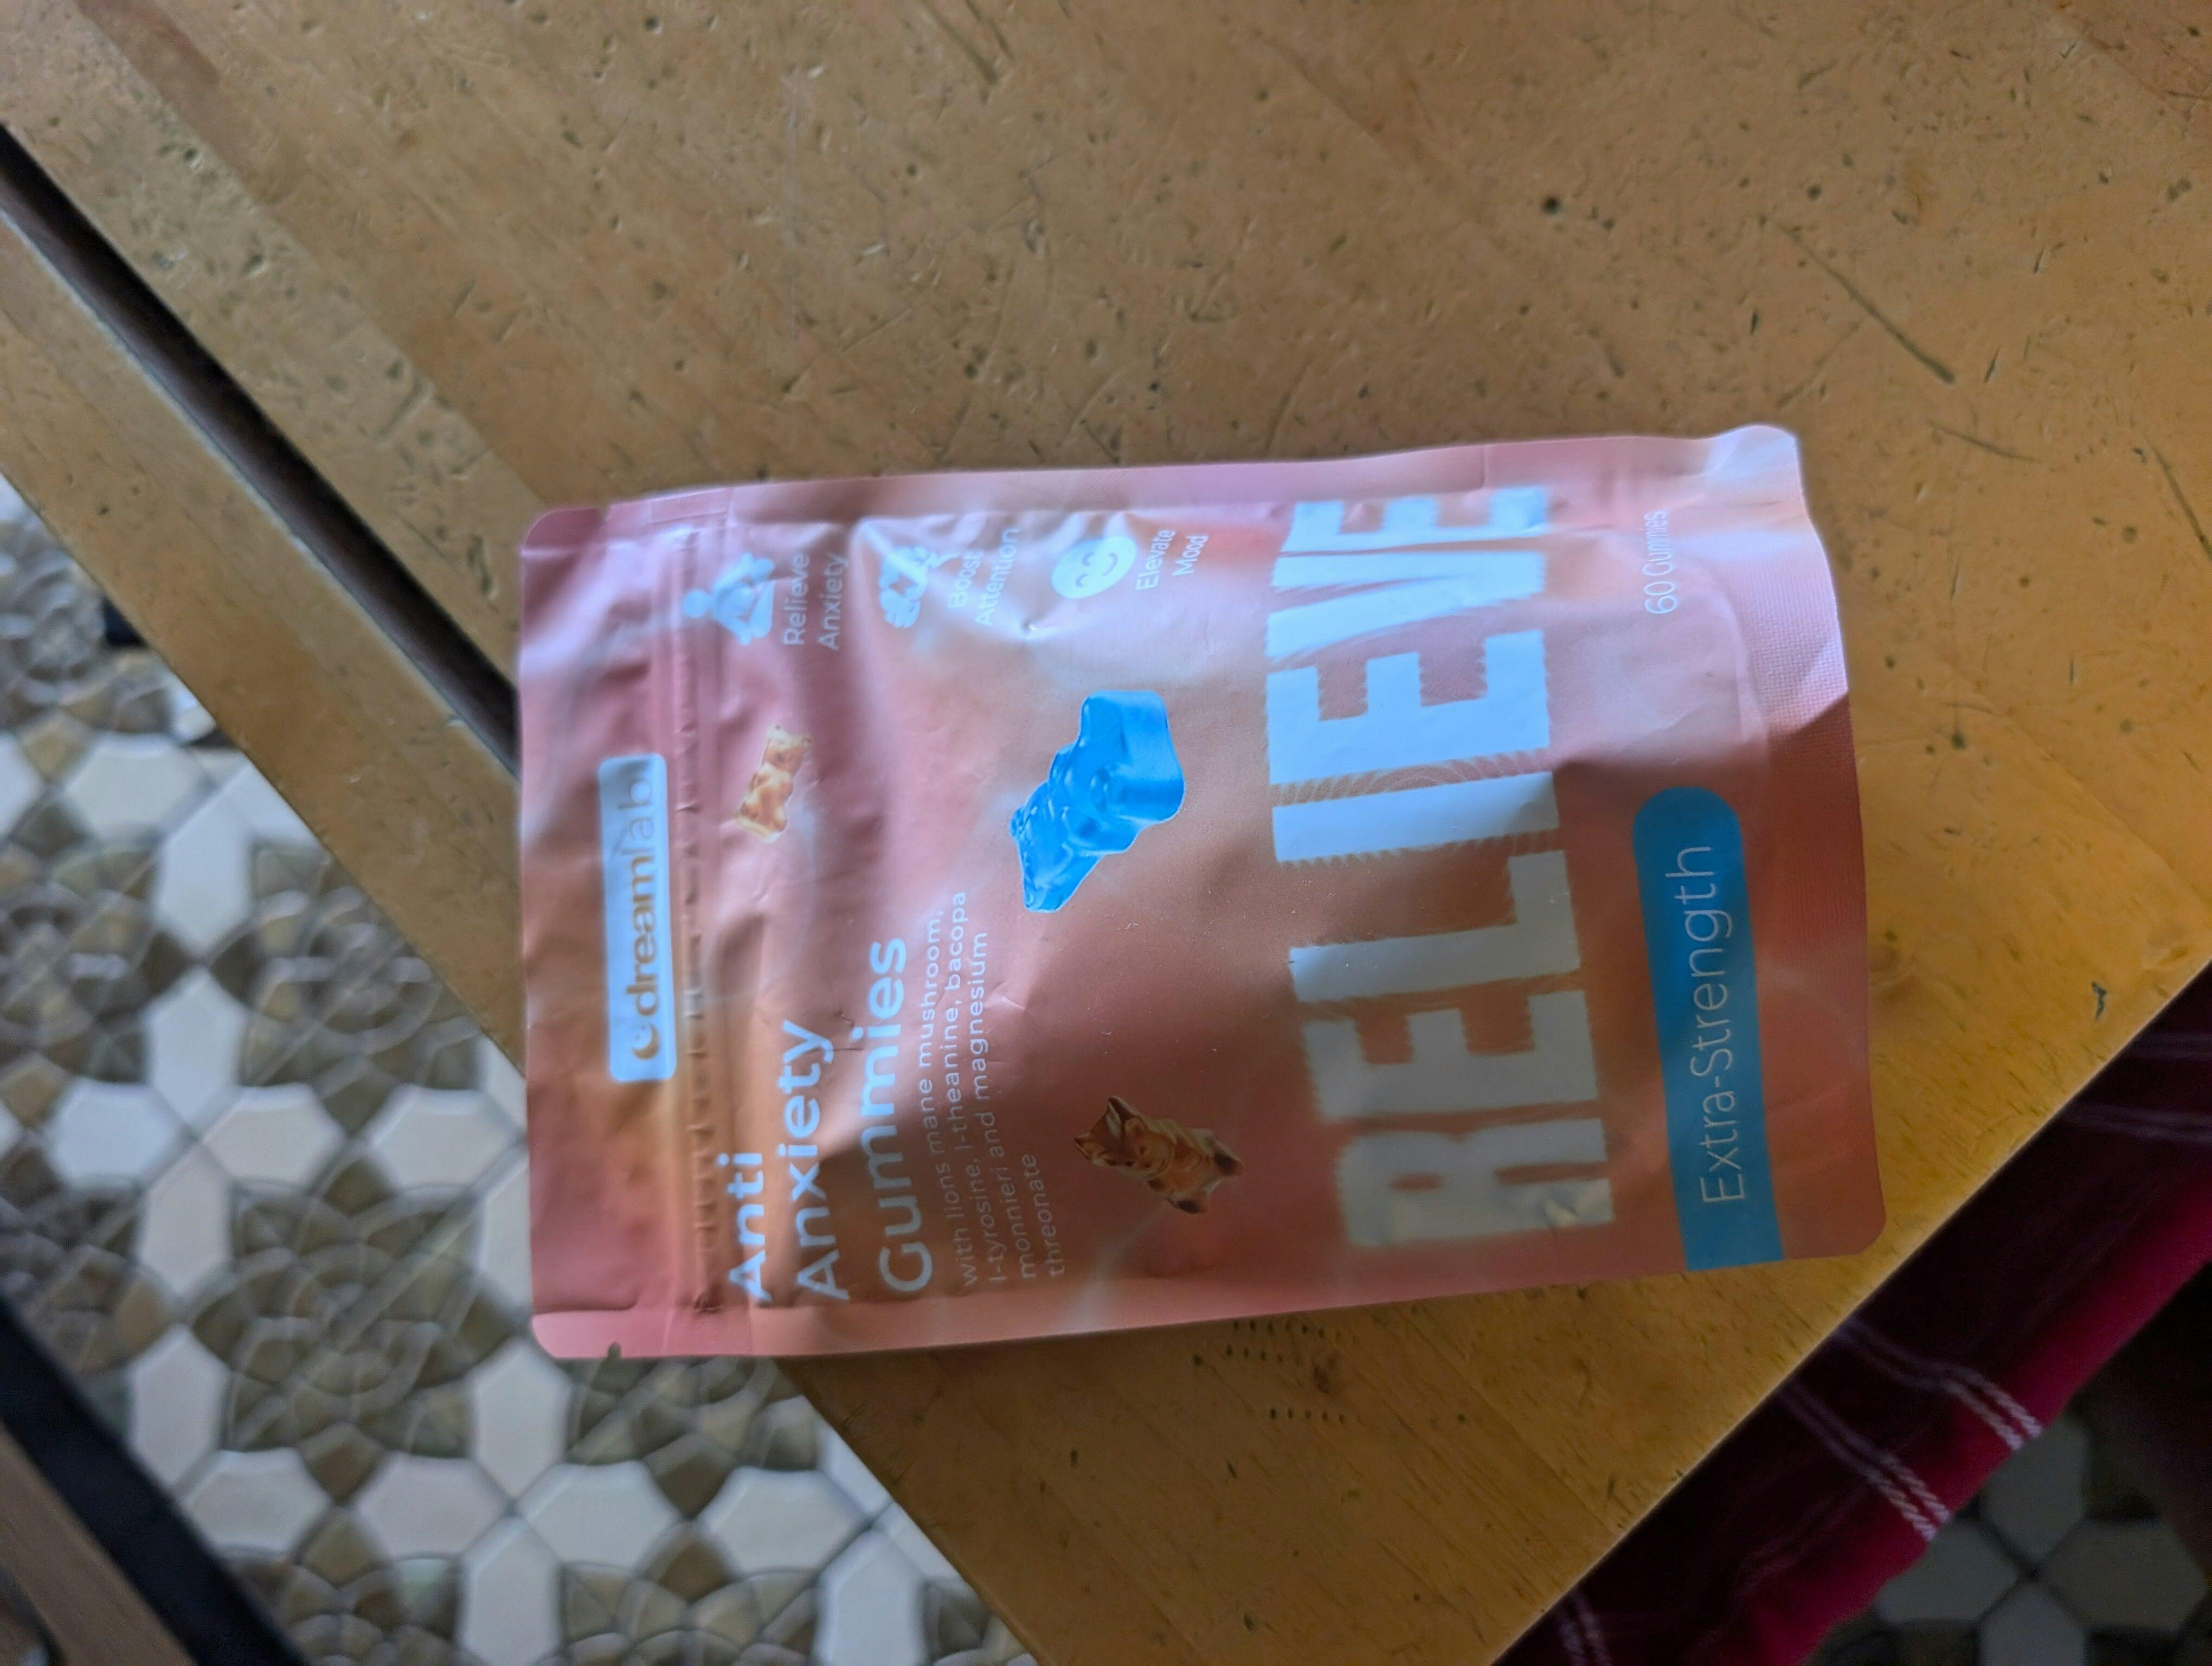 dreamlab
Anti
Anxiety
Gummies
with lions mane mushroom,
l-tyrosine, l-theanine, bacopa
monnieri and magnesium
threonate
Relieve
Anxiety
Boost
Attention
Elevate
Mood
RELIEVE
Extra-Strength
60 Gummies